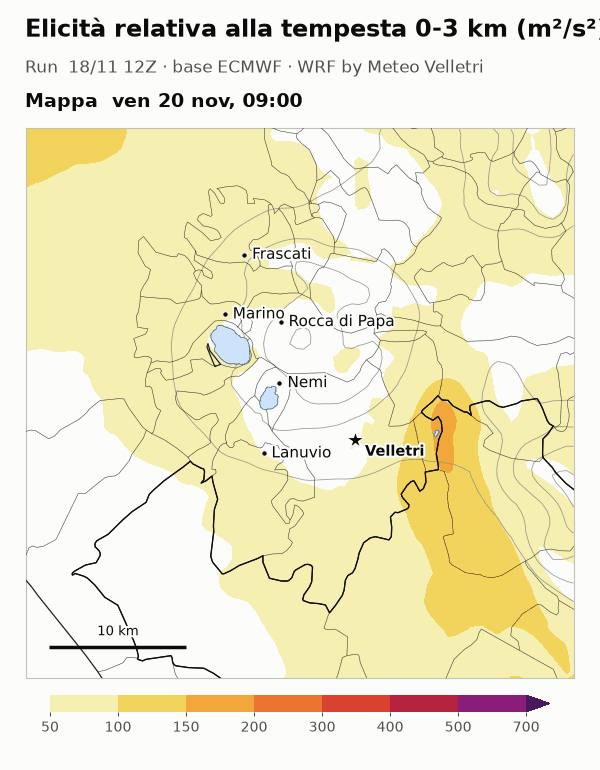 Elicità relativa alla tempesta 0-3 km (m²/s²)
Run  18/11 12Z · base ECMWF · WRF by Meteo Velletri
Mappa  ven 20 nov, 09:00
Frascati
Marino
Rocca di Papa
Nemi
Velletri
Lanuvio
10 km
50 100 150 200 300 400 500 700